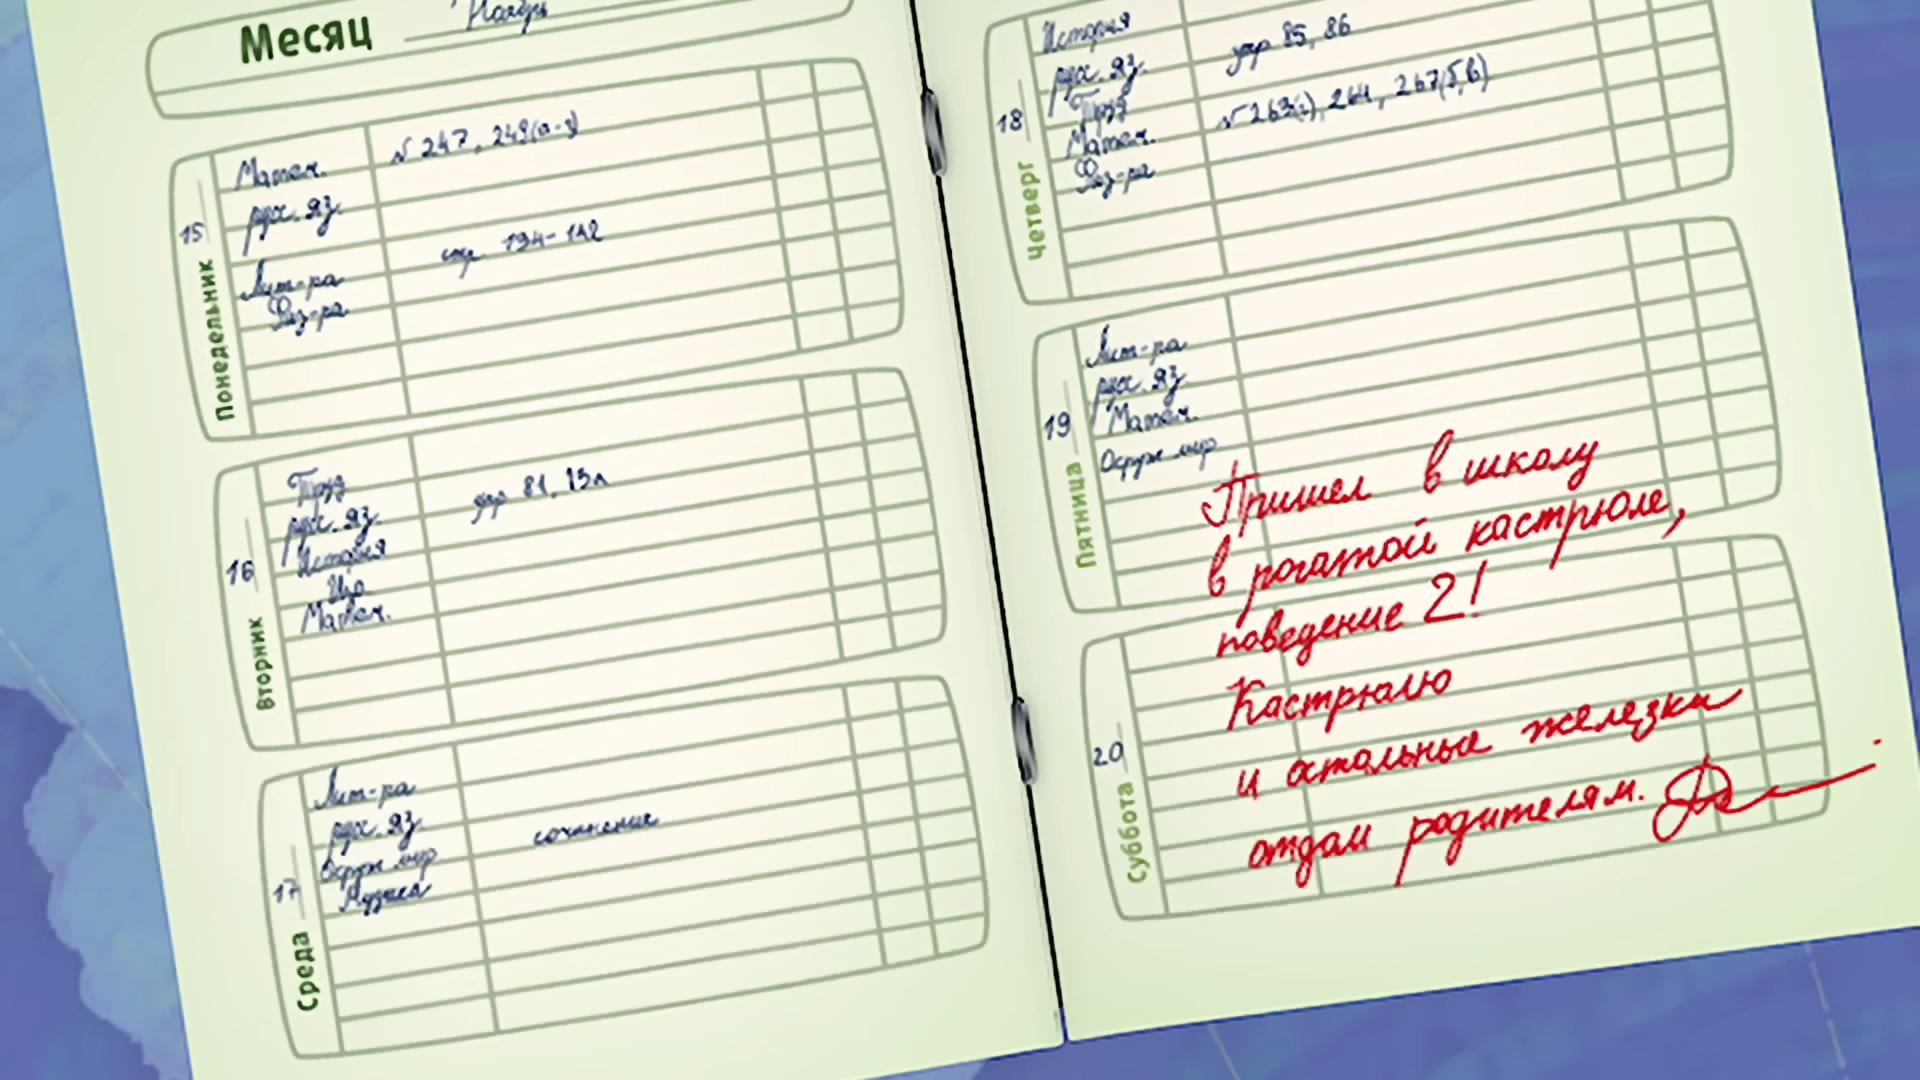 Месяц Ноябрь
15 Понедельник
Матем. № 247, 249(а-г)
рус. яз.
Лит-ра стр. 134-142
Физ-ра
16 Вторник
Труд
рус. яз. упр 81, 13л
История
Изо
Матем.
17 Среда
Лит-ра
рус. яз. сочинение
Окруж мир
Музыка
18 Четверг
История
рус. яз. упр 85, 86
Труд
Матем. № 263(г), 264, 267(б,в)
Физ-ра
19 Пятница
Лит-ра
рус. яз.
Матем.
Окруж мир
20 Суббота
Пришел в школу
в рогатой кастрюле,
поведение 2!
Кастрюлю
и остальные железки
отдам родителям.